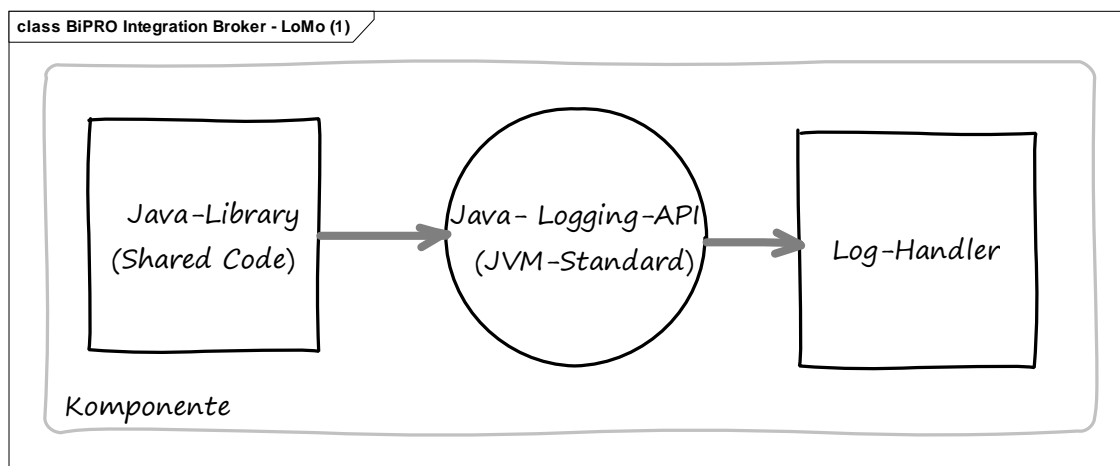 class BiPRO Integration Broker - LoMo (1)
Java-Library
(Shared Code)
Java- Logging-API
(JVM-Standard)
Log-Handler
Komponente